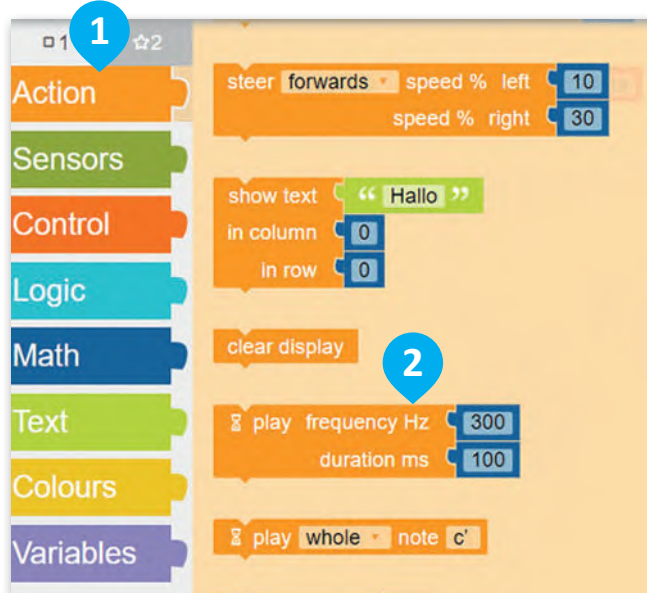 1
1 2
Action
Sensors
Control
Logic
Math
Text
Colours
Variables
steer forwards speed % left 10
speed % right 30
show text “ Hallo ”
in column 0
in row 0
clear display
2
play frequency Hz 300
duration ms 100
play whole note c'